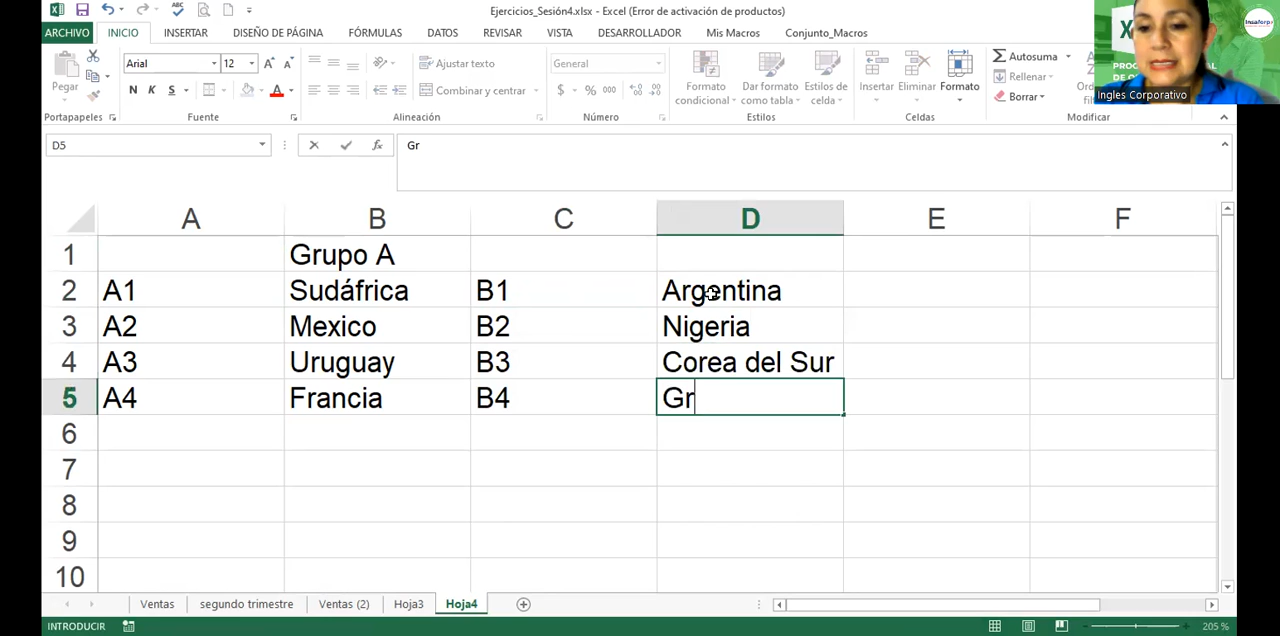 Ejercicios_Sesión4.xlsx - Excel (Error de activación de productos)
ARCHIVO INICIO INSERTAR DISEÑO DE PÁGINA FÓRMULAS DATOS REVISAR VISTA DESARROLLADOR Mis Macros Conjunto_Macros
Arial 12 Ajustar texto General Autosuma
Rellenar
Pegar N K S Combinar y centrar $ % 000 Formato condicional Dar formato como tabla Estilos de celda Insertar Eliminar Formato Borrar
Portapapeles Fuente Alineación Número Estilos Celdas Modificar
Ingles Corporativo
D5 fx Gr
A B C D E F
1 Grupo A
2 A1 Sudáfrica B1 Argentina
3 A2 Mexico B2 Nigeria
4 A3 Uruguay B3 Corea del Sur
5 A4 Francia B4 Gr
6
7
8
9
10
Ventas segundo trimestre Ventas (2) Hoja3 Hoja4
INTRODUCIR 205 %